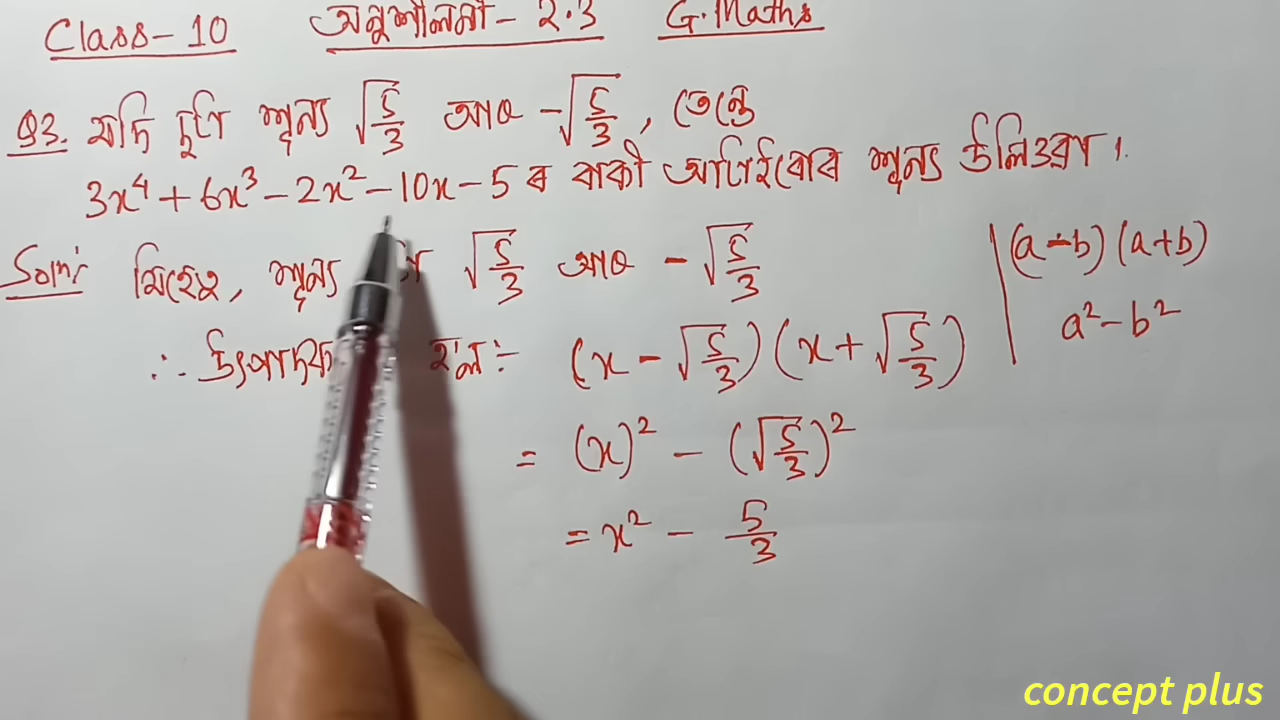 Class-10 অনুশীলনী-2.3 G.Maths
Q3. যদি দুটা শূন্য √5/3 আৰু -√5/3, তেন্তে
3x⁴ + 6x³ - 2x² - 10x - 5 ৰ বাকী আটাইবোৰ শূন্য উলিওৱা।
Soln: যিহেতু, শূন্য √5/3 আৰু -√5/3
∴ উৎপাদক হ'ল:- (x - √5/3)(x + √5/3)
= (x)² - (√5/3)²
= x² - 5/3
(a-b)(a+b)
a²-b²
concept plus